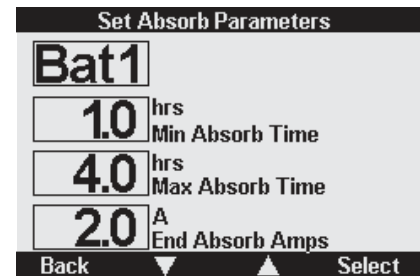 Set Absorb Parameters
Bat1
1.0 hrs
Min Absorb Time
4.0 hrs
Max Absorb Time
2.0 A
End Absorb Amps
Back Select